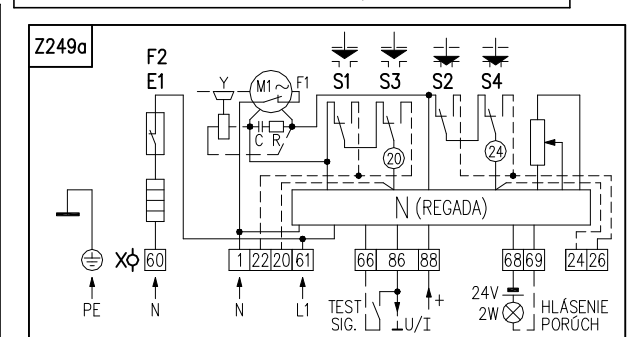 Z249a
F2
E1
Y
M1 ~
F1
S1
S3
S2
S4
C R
20
24
N (REGADA)
X
60
1
22
20
61
66
86
88
68
69
24
26
PE
N
N
L1
TEST
SIG.
+
⊥U/I
24V
2W
HLÁSENIE
PORÚCH